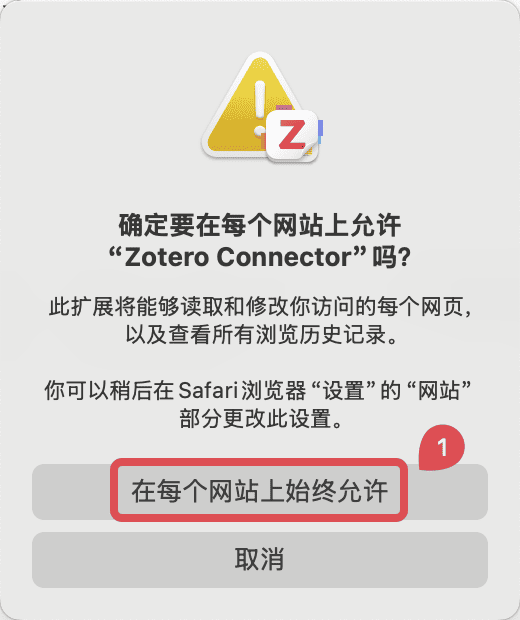 Z
确定要在每个网站上允许
“Zotero Connector”吗?
此扩展将能够读取和修改你访问的每个网页,
以及查看所有浏览历史记录。
你可以稍后在 Safari 浏览器“设置”的“网站”
部分更改此设置。
1
在每个网站上始终允许
取消